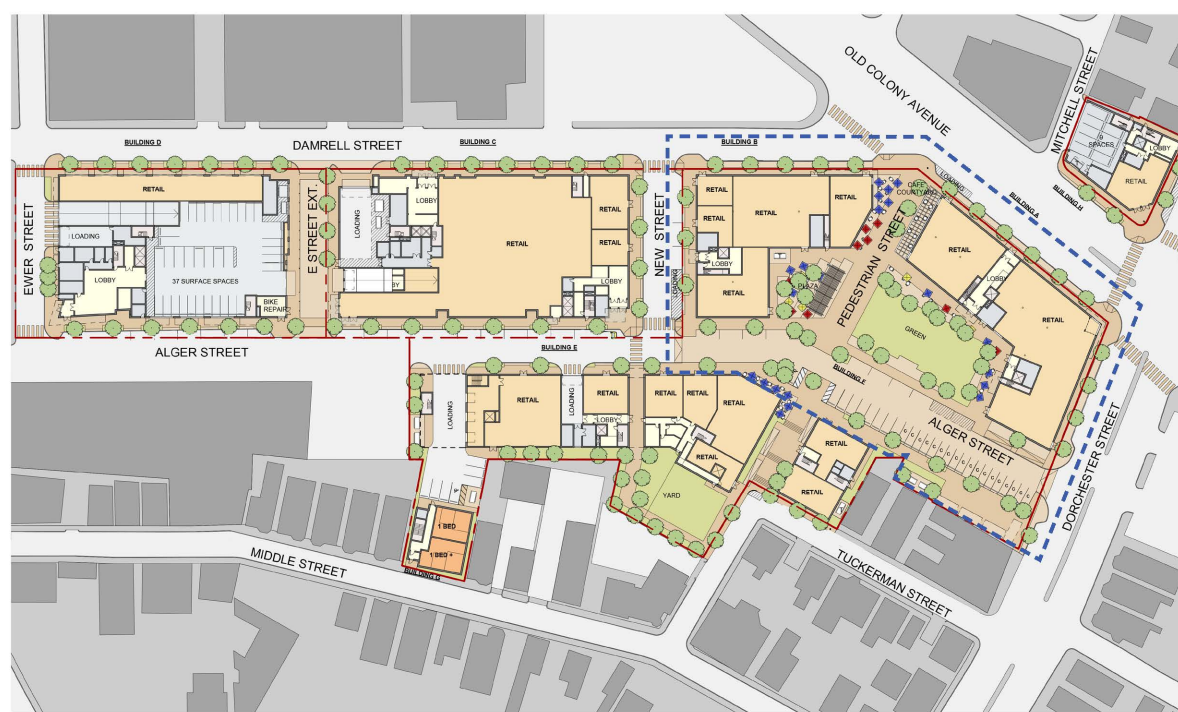 OLD COLONY AVENUE
MITCHELL STREET
BUILDING D
DAMRELL STREET
BUILDING C
BUILDING B
9
SPACES
LOBBY
RETAIL
BUILDING H
BUILDING A
LOADING
CAFE
COURTYARD
RETAIL
LOBBY
LOADING
RETAIL
RETAIL
RETAIL
RETAIL
RETAIL
RETAIL
RETAIL
EWER STREET
LOADING
LOBBY
37 SURFACE SPACES
BIKE
REPAIR
E STREET EXT.
RETAIL
LOBBY
NEW STREET
LOADING
LOBBY
RETAIL
PLAZA
PEDESTRIAN STREET
RETAIL
LOBBY
RETAIL
GREEN
ALGER STREET
BUILDING E
BUILDING F
ALGER STREET
DORCHESTER STREET
LOADING
RETAIL
LOADING
RETAIL
LOBBY
RETAIL
RETAIL
RETAIL
RETAIL
YARD
RETAIL
RETAIL
1 BED
1 BED +
BUILDING G
MIDDLE STREET
TUCKERMAN STREET